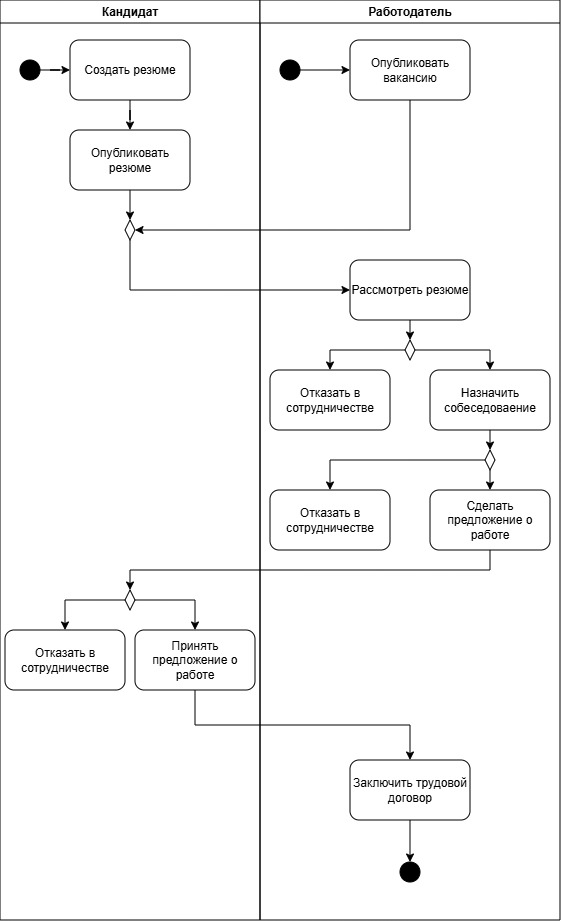 Кандидат
Работодатель
Создать резюме
Опубликовать
вакансию
Опубликовать
резюме
Рассмотреть резюме
Отказать в
сотрудничестве
Назначить
собеседоваение
Отказать в
сотрудничестве
Сделать
предложение о
работе
Отказать в
сотрудничестве
Принять
предложение о
работе
Заключить трудовой
договор